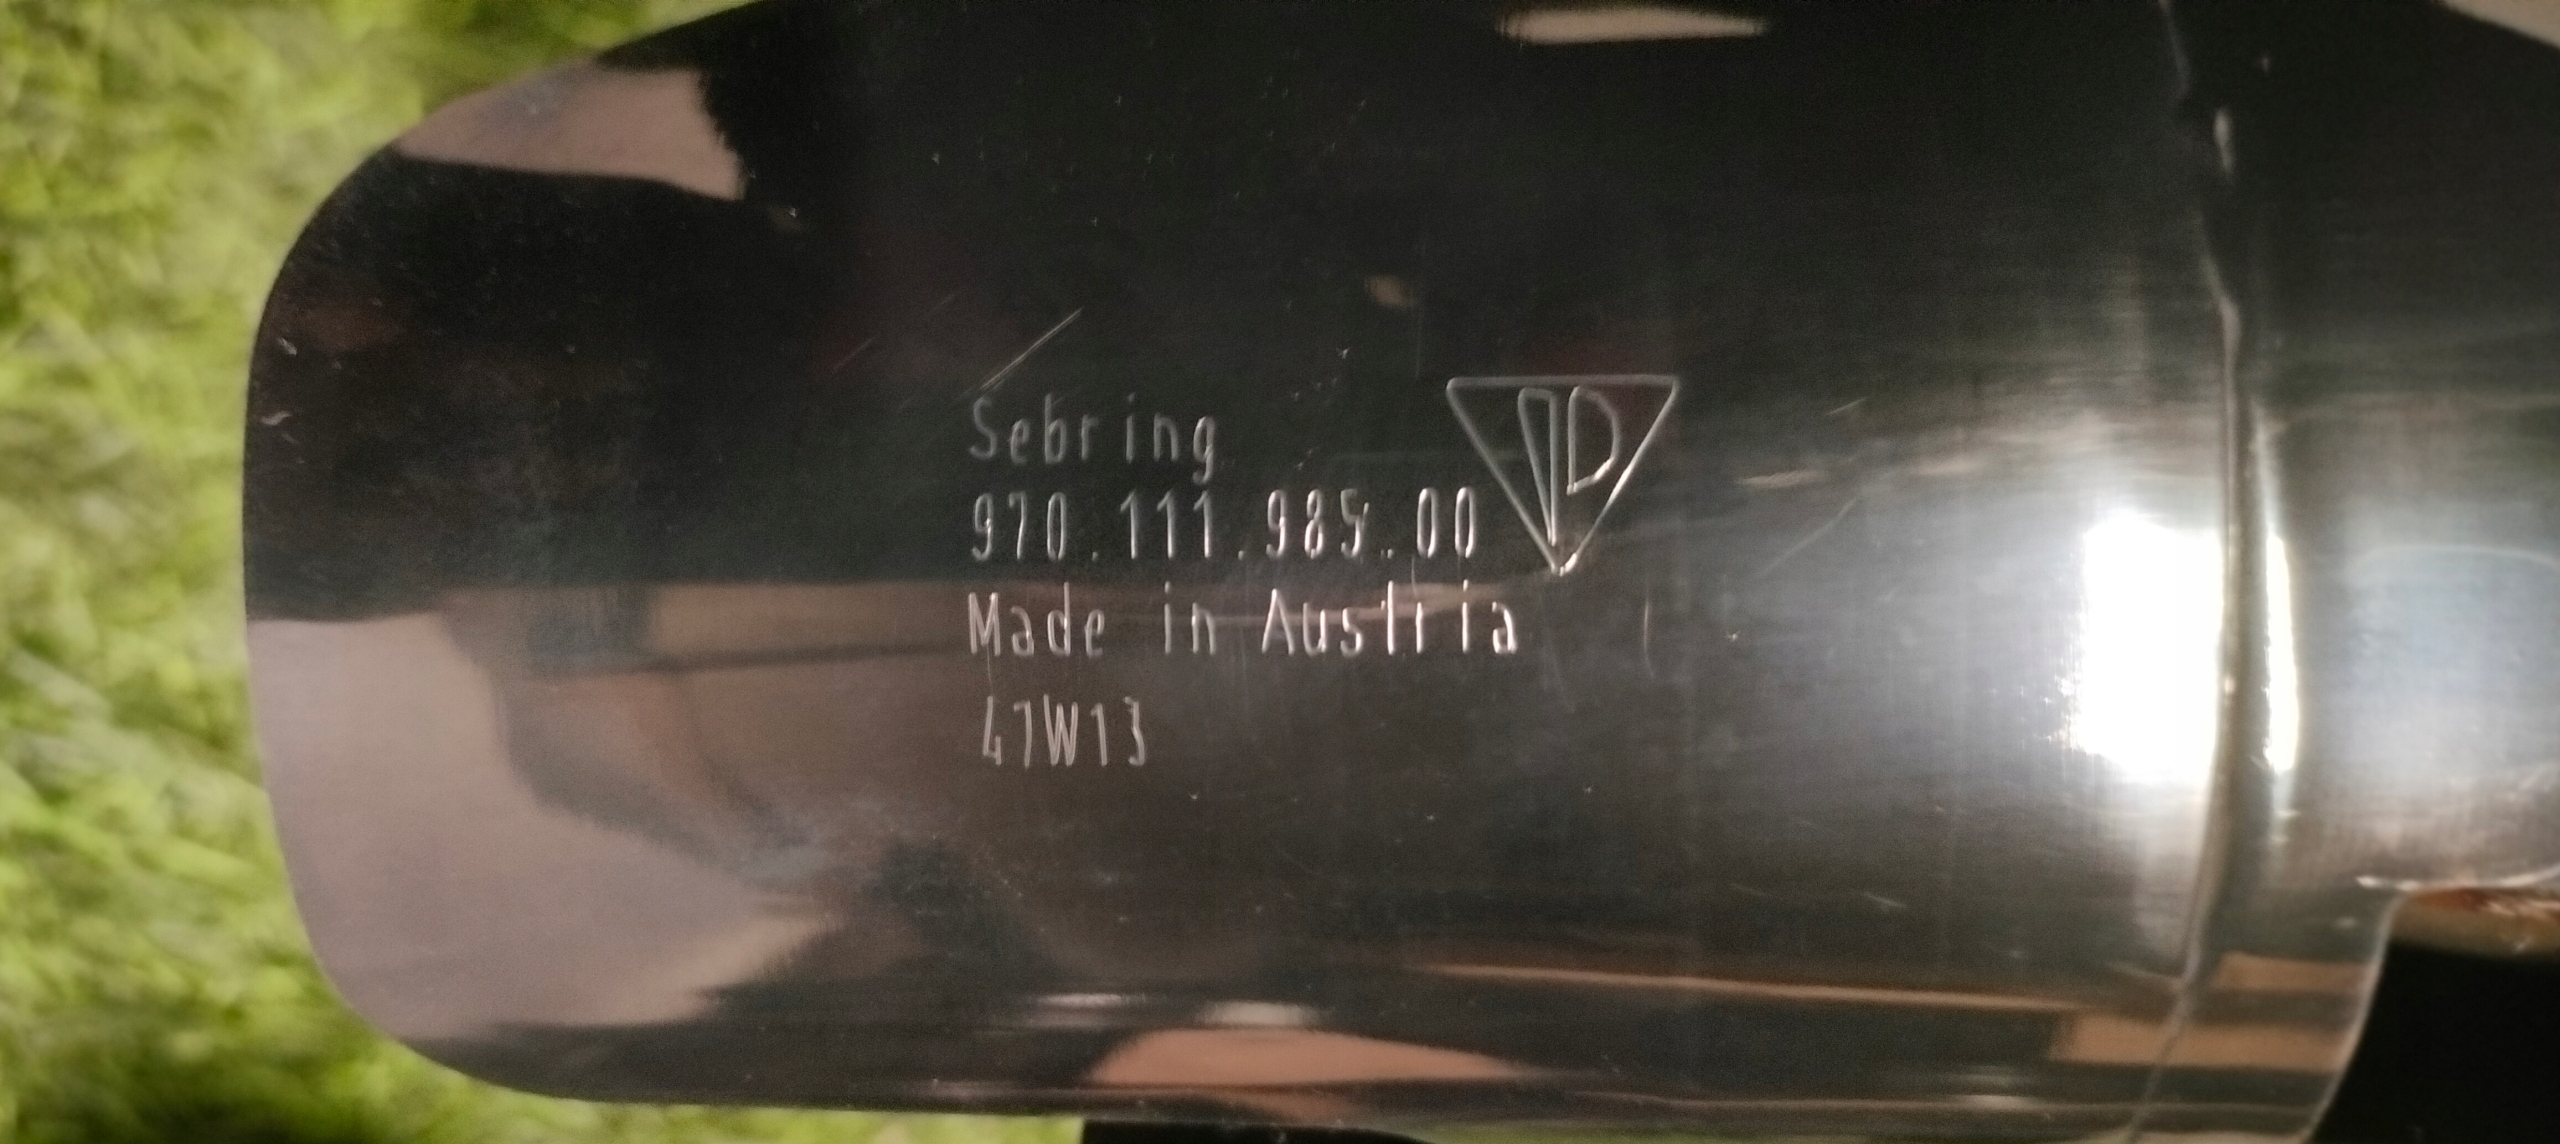 Sebring
970.111.985.00
Made in Austria
47W13